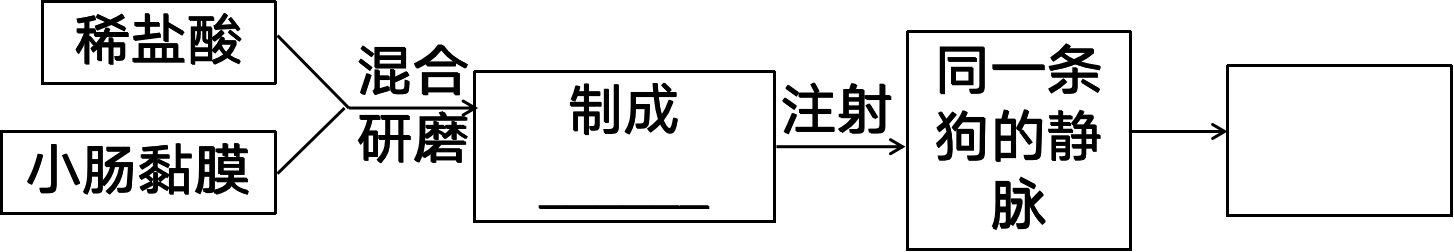 稀盐酸
小肠黏膜
混合
研磨
制成
________
注射
同一条
狗的静
脉